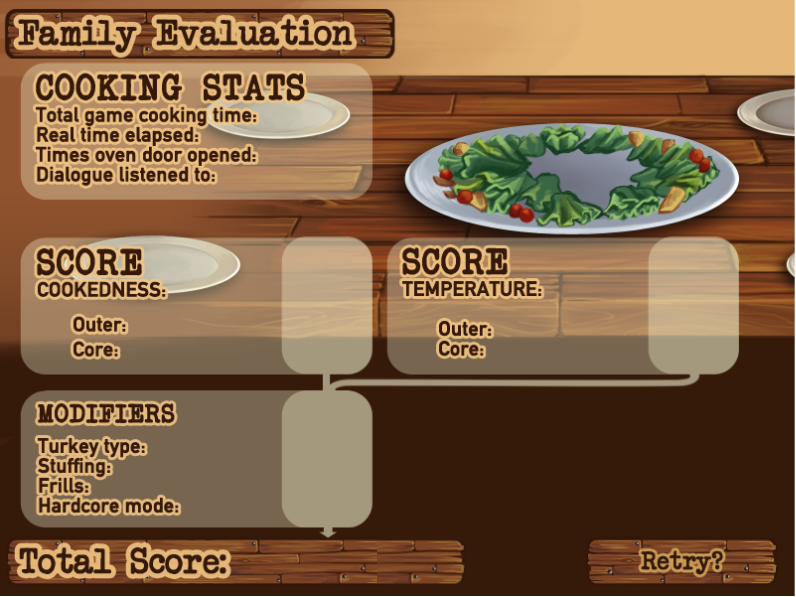 Family Evaluation
COOKING STATS
Total game cooking time:
Real time elapsed:
Times oven door opened:
Dialogue listened to:
SCORE
COOKEDNESS:
Outer:
Core:
SCORE
TEMPERATURE:
Outer:
Core:
MODIFIERS
Turkey type:
Stuffing:
Frills:
Hardcore mode:
Total Score:
Retry?